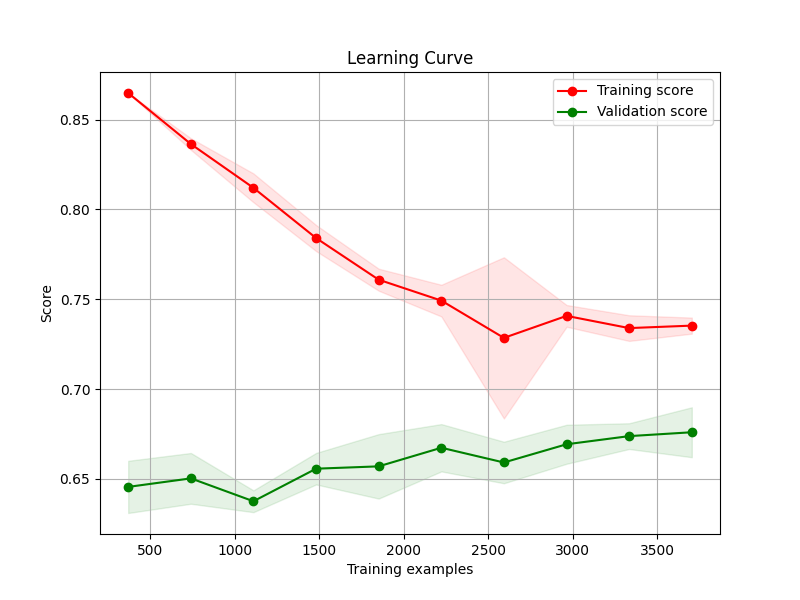 Learning Curve
Training score
Validation score
Score
0.85
0.80
0.75
0.70
0.65
500 1000 1500 2000 2500 3000 3500
Training examples